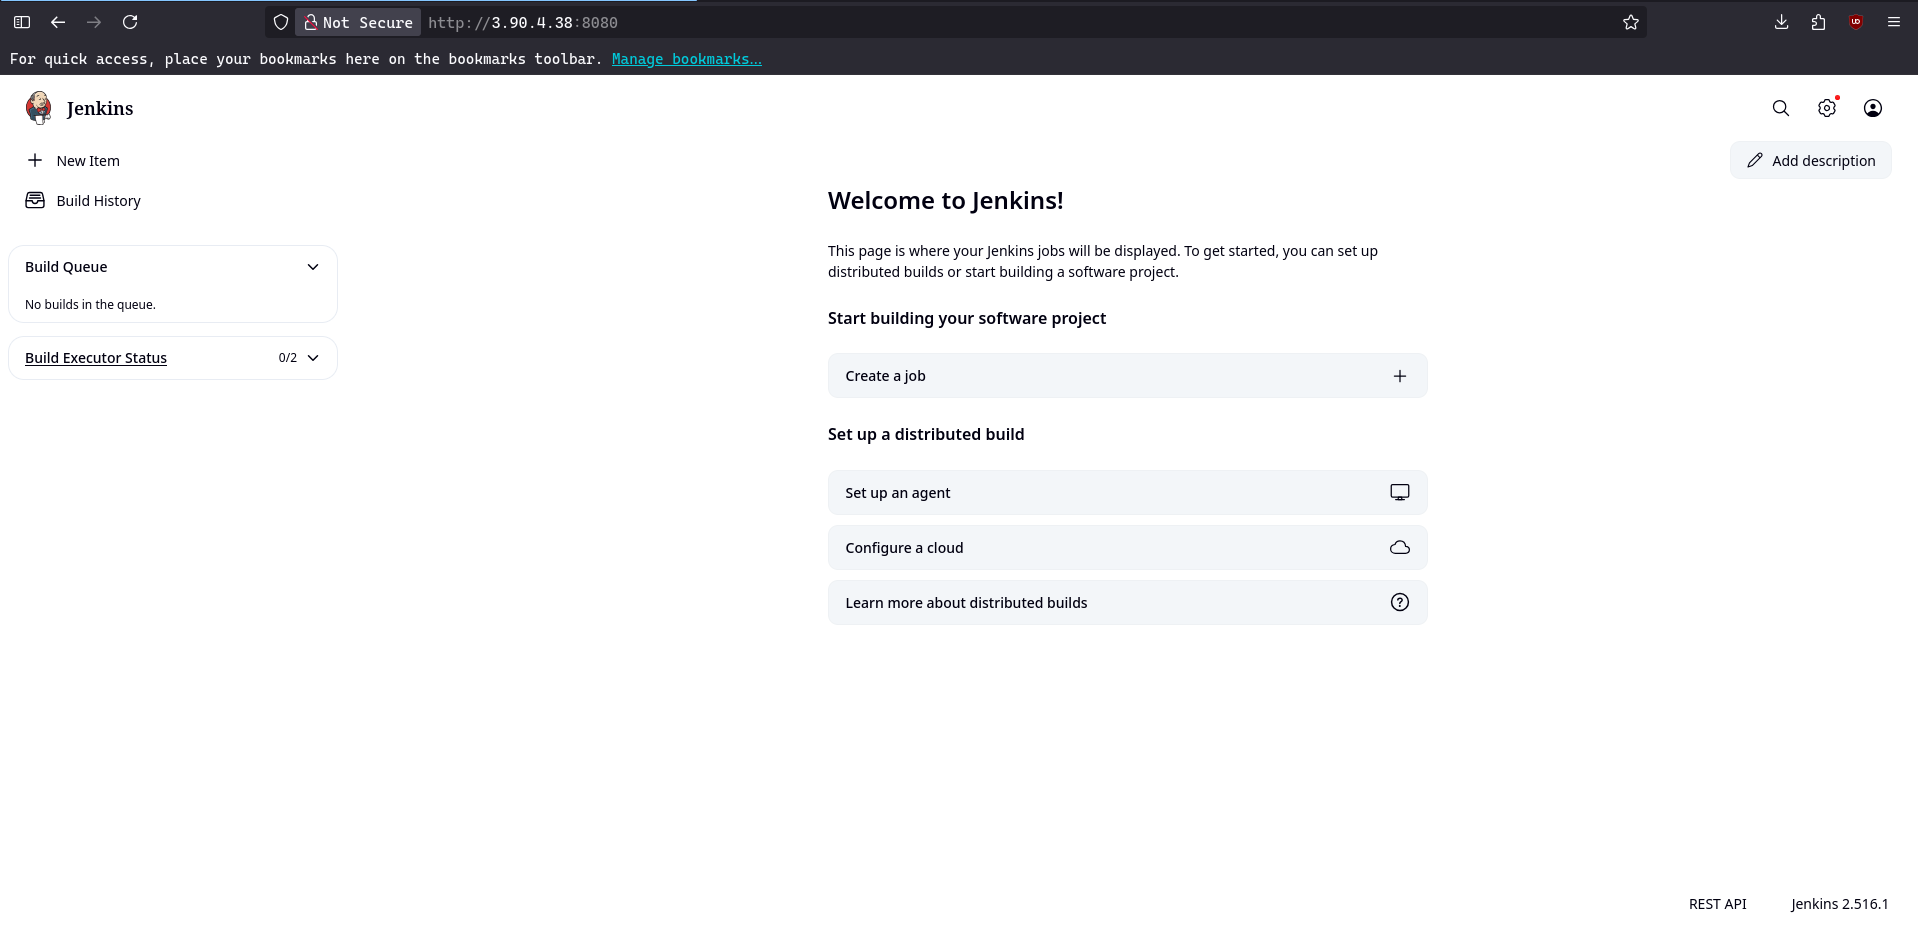 Not Secure http://3.90.4.38:8080
For quick access, place your bookmarks here on the bookmarks toolbar. Manage bookmarks...
Jenkins
New Item
Build History
Build Queue
No builds in the queue.
Build Executor Status 0/2
Add description
Welcome to Jenkins!
This page is where your Jenkins jobs will be displayed. To get started, you can set up
distributed builds or start building a software project.
Start building your software project
Create a job
Set up a distributed build
Set up an agent
Configure a cloud
Learn more about distributed builds
REST API Jenkins 2.516.1